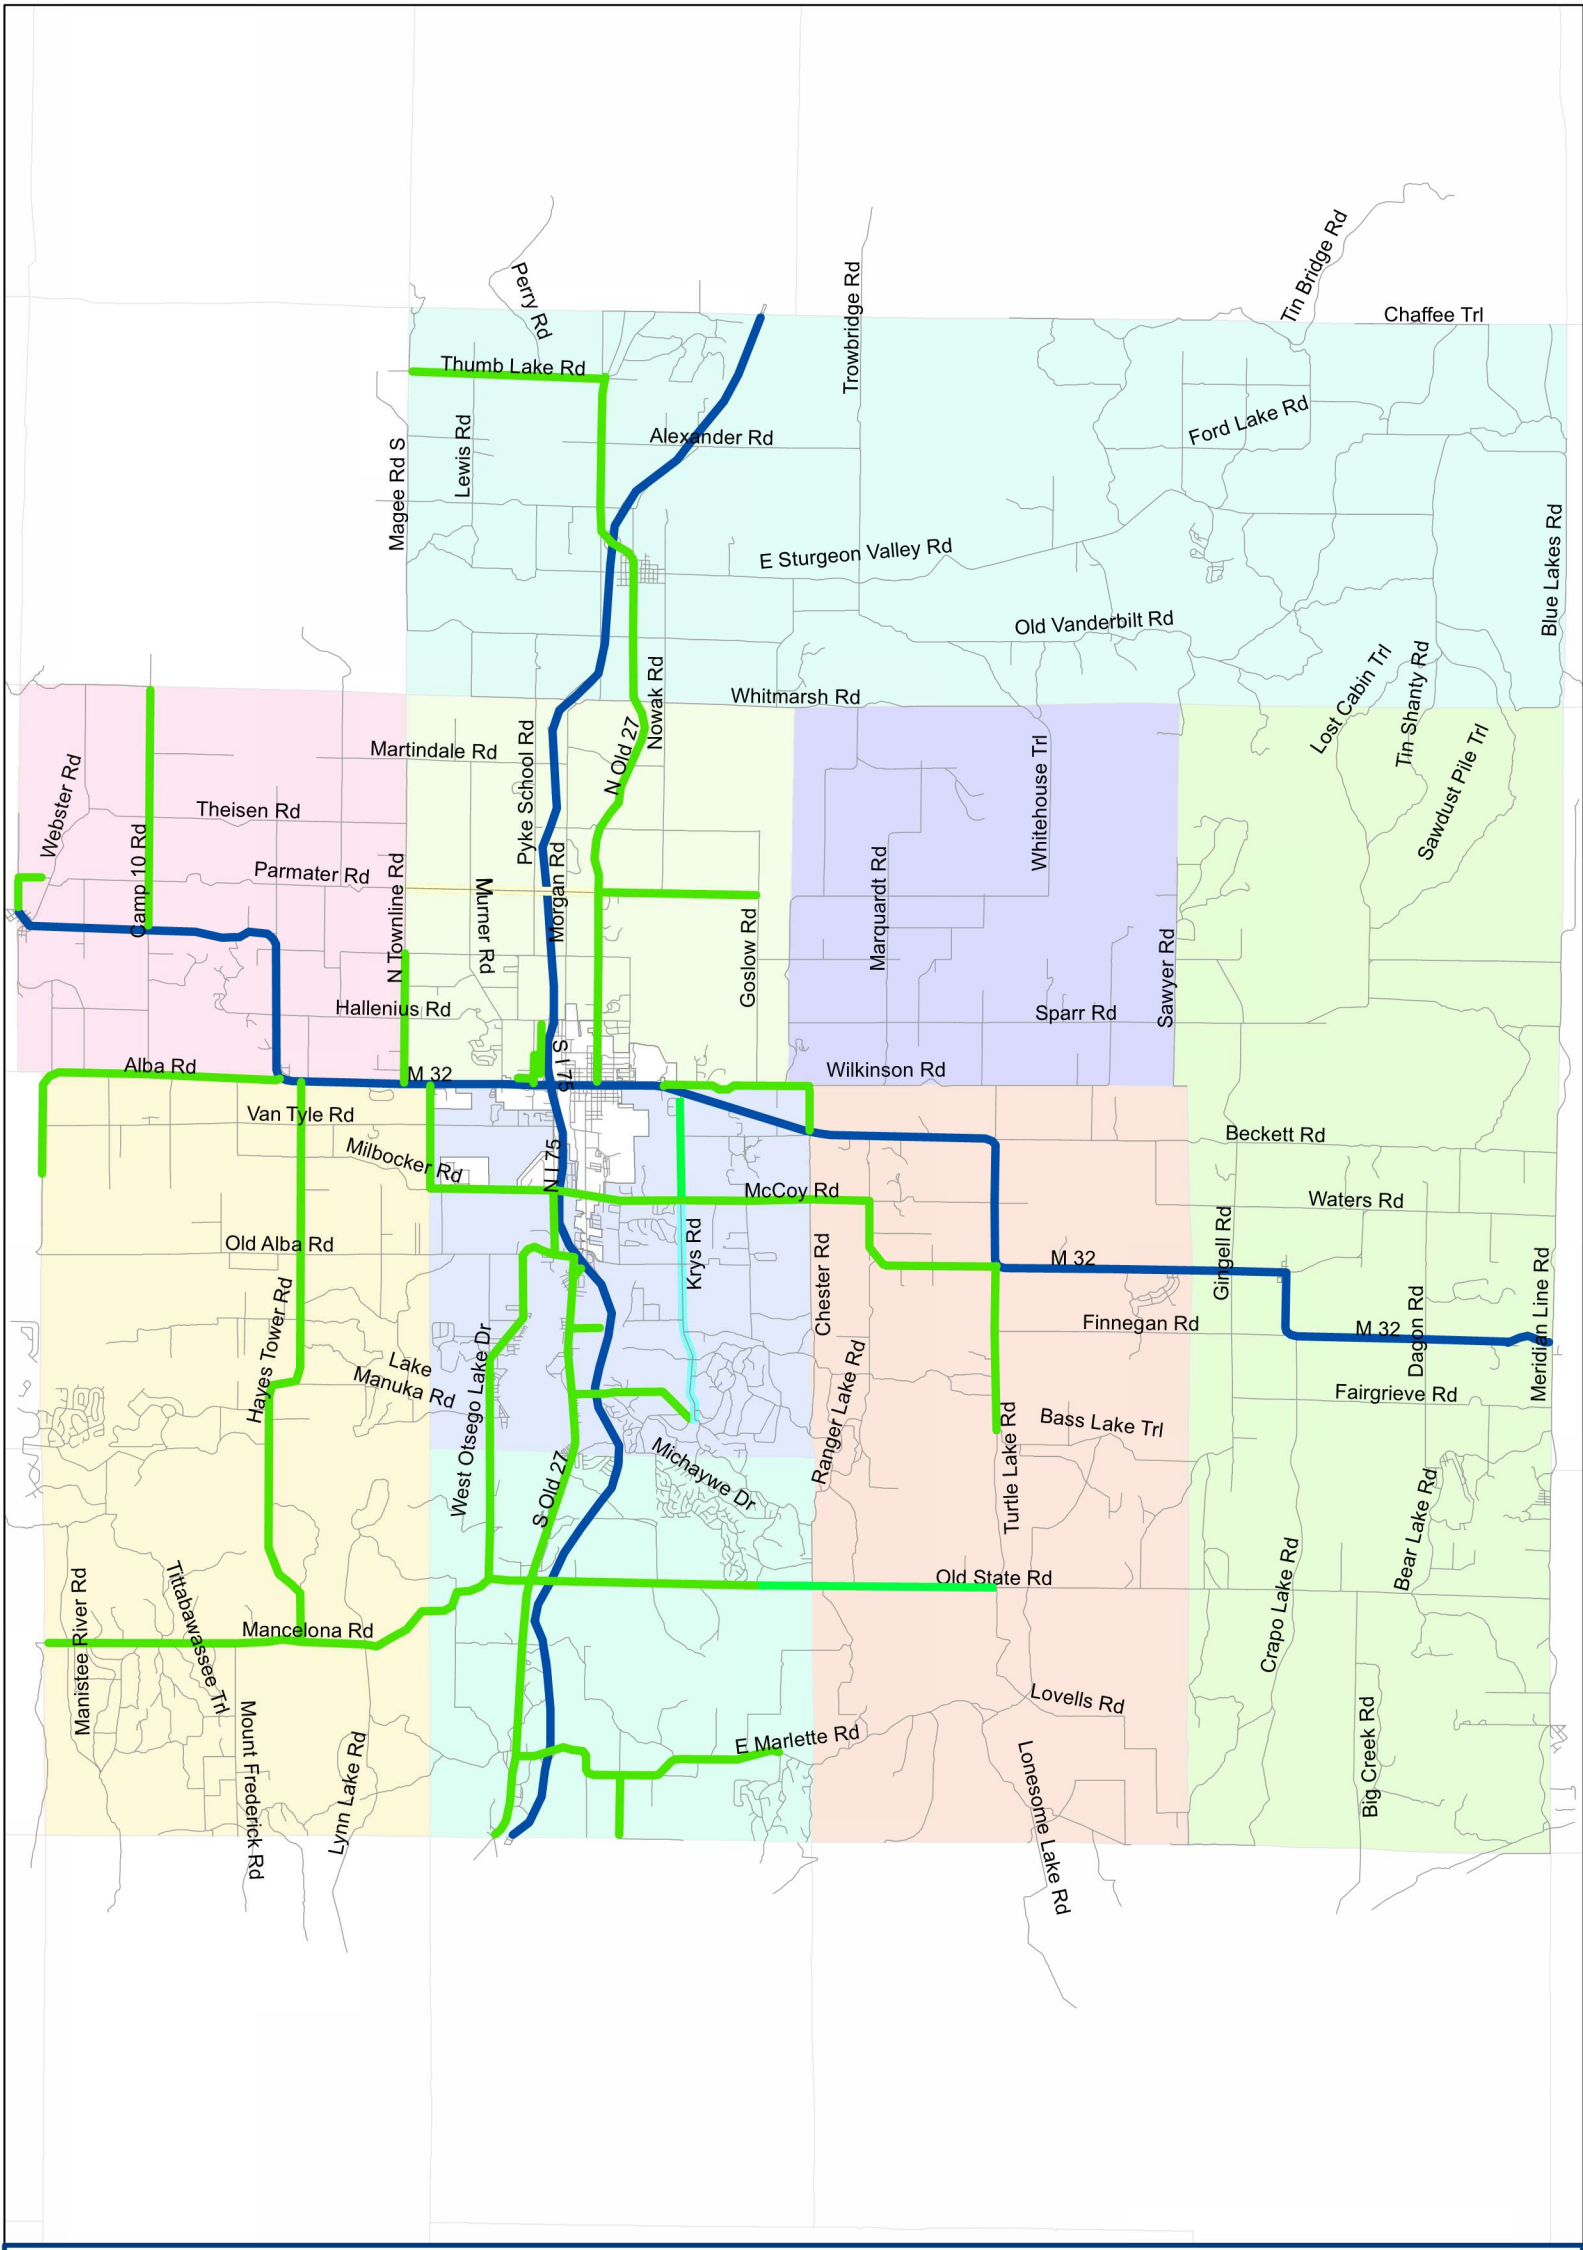 Tin Bridge Rd
Perry Rd
Trowbridge Rd
Chaffee Trl
Thumb Lake Rd
Ford Lake Rd
Lewis Rd
Alexander Rd
Magee Rd S
Blue Lakes Rd
E Sturgeon Valley Rd
Old Vanderbilt Rd
Lost Cabin Trl
Tin Shanty Rd
Nowak Rd
Whitmarsh Rd
Martindale Rd
Pyke School Rd
N Old 27
Whitehouse Trl
Sawdust Pile Trl
Webster Rd
Theisen Rd
Camp 10 Rd
Parmater Rd
N Townline Rd
Murner Rd
Morgan Rd
Marquardt Rd
Goslow Rd
Sawyer Rd
Hallenius Rd
Sparr Rd
Alba Rd
M 32
S I 75
Wilkinson Rd
Van Tyle Rd
Milbocker Rd
N I 75
Beckett Rd
McCoy Rd
Waters Rd
Old Alba Rd
Krys Rd
Chester Rd
M 32
Gingell Rd
Hayes Tower Rd
Finnegan Rd
M 32
Dagon Rd
Meridian Line Rd
Lake
Manuka Rd
West Otsego Lake Dr
Ranger Lake Rd
Fairgrieve Rd
Bass Lake Trl
Turtle Lake Rd
Michaywe Dr
S Old 27
Bear Lake Rd
Crapo Lake Rd
Manistee River Rd
Tittabawassee Trl
Old State Rd
Mancelona Rd
Lovells Rd
Mount Frederick Rd
Lynn Lake Rd
E Marlette Rd
Lonesome Lake Rd
Big Creek Rd